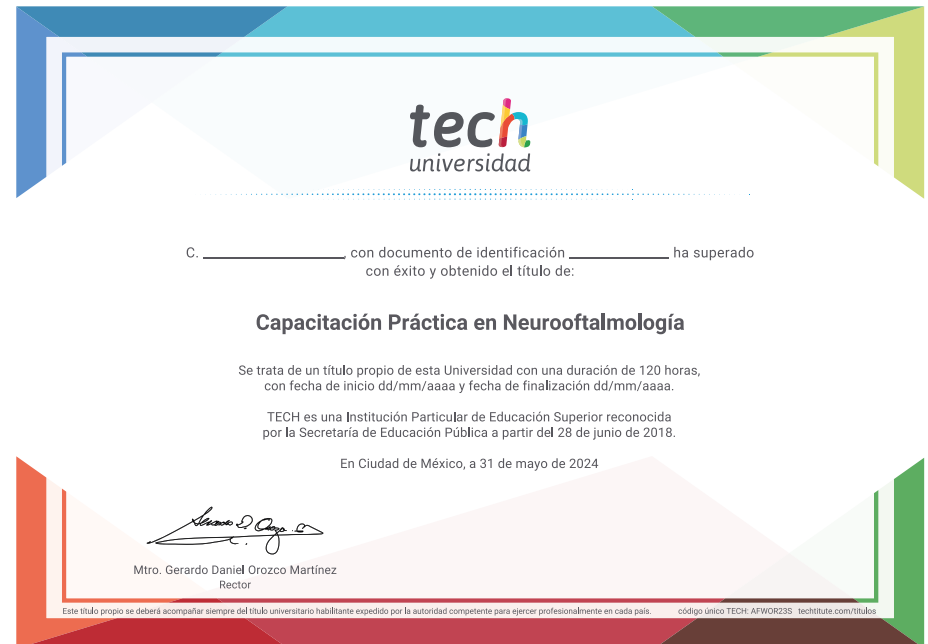 tech
universidad
C. ____________, con documento de identificación ____________ ha superado
con éxito y obtenido el título de:
Capacitación Práctica en Neurooftalmología
Se trata de un título propio de esta Universidad con una duración de 120 horas,
con fecha de inicio dd/mm/aaaa y fecha de finalización dd/mm/aaaa.
TECH es una Institución Particular de Educación Superior reconocida
por la Secretaría de Educación Pública a partir del 28 de junio de 2018.
En Ciudad de México, a 31 de mayo de 2024
Mtro. Gerardo Daniel Orozco Martínez
Rector
Este título propio se deberá acompañar siempre del título universitario habilitante expedido por la autoridad competente para ejercer profesionalmente en cada país. código único TECH: AFWOR23S techtitute.com/titulos